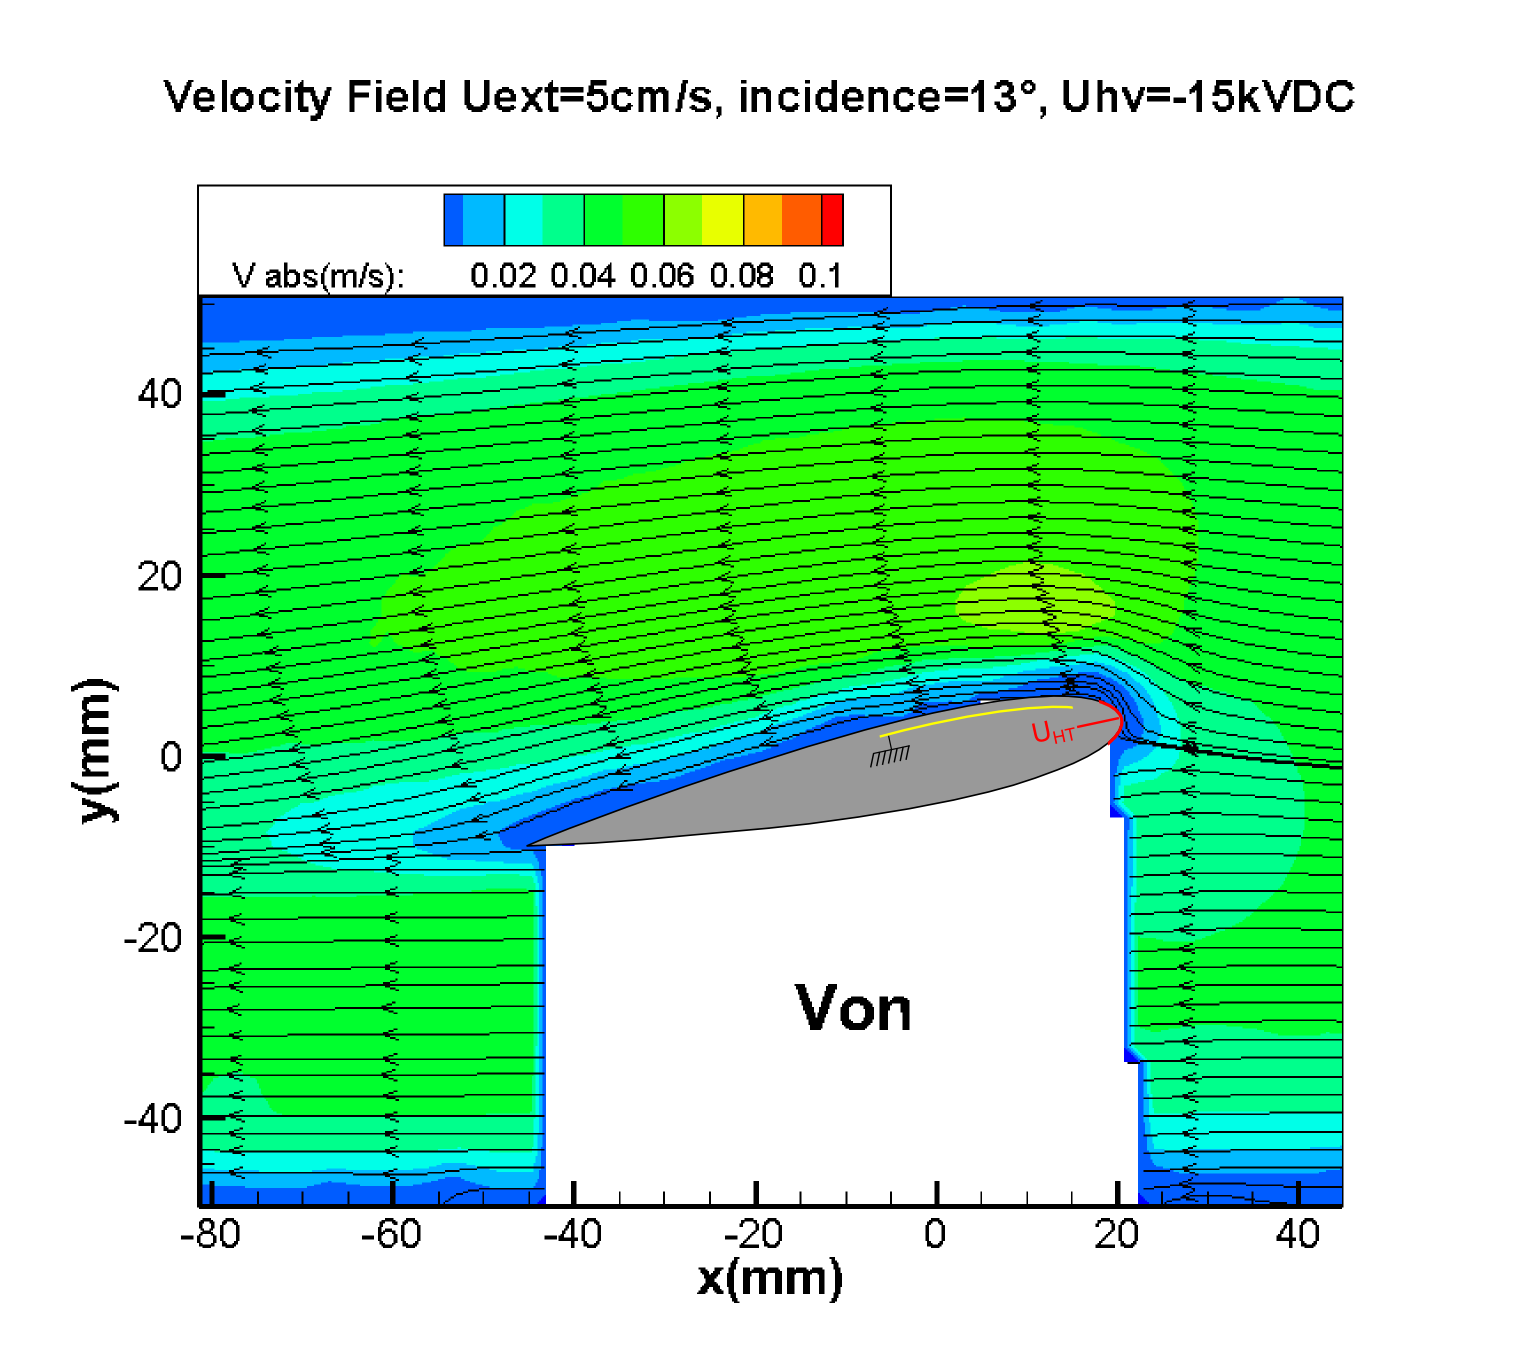 Velocity Field Uext=5cm/s, incidence=13°, Uhv=-15kVDC
V abs(m/s): 0.02 0.04 0.06 0.08 0.1
40
20
0
-20
-40
y(mm)
UHT
Von
-80 -60 -40 -20 0 20 40
x(mm)